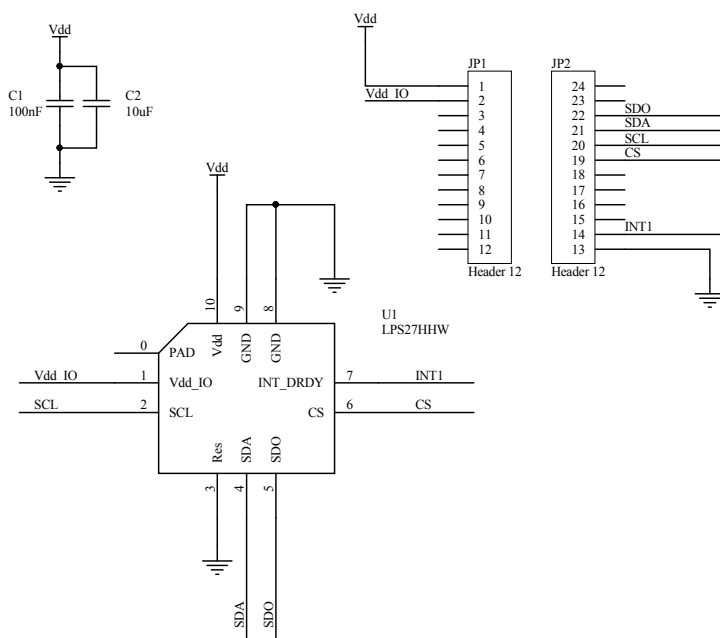 Vdd
C1
100nF
C2
10uF
Vdd
JP1
1
Vdd_IO
2
3
4
5
6
7
8
9
10
11
12
Header 12
JP2
24
23
22
SDO
21
SDA
20
SCL
19
CS
18
17
16
15
14
INT1
13
Header 12
Vdd
10
9
8
U1
LPS27HHW
0
PAD
Vdd
GND
GND
Vdd_IO
1
Vdd_IO
INT_DRDY
7
INT1
SCL
2
SCL
CS
6
CS
Res
SDA
SDO
3
4
5
SDA
SDO